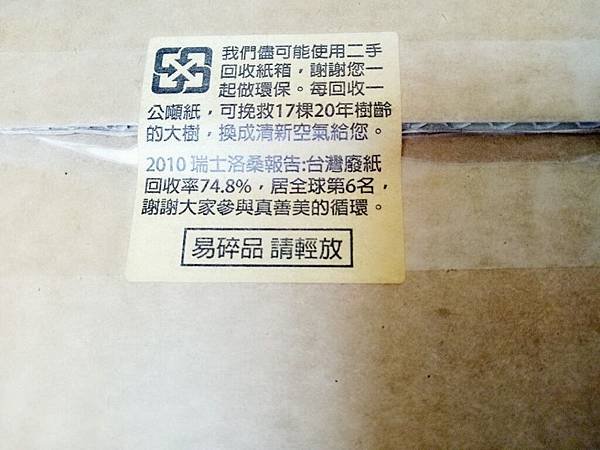 我們儘可能使用二手
回收紙箱，謝謝您一
起做環保。每回收一
公噸紙，可挽救17棵20年樹齡
的大樹，換成清新空氣給您。
2010 瑞士洛桑報告:台灣廢紙
回收率74.8%，居全球第6名，
謝謝大家參與真善美的循環。
易碎品 請輕放